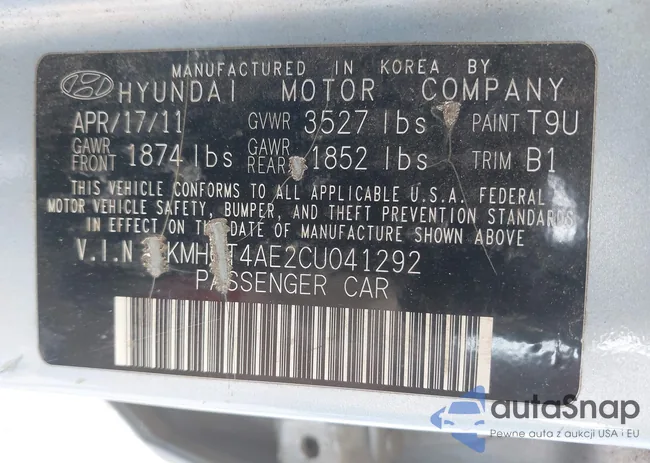 MANUFACTURED IN KOREA BY
HYUNDAI MOTOR COMPANY
APR/17/11 GVWR 3527 lbs PAINT T9U
GAWR FRONT 1874 lbs GAWR REAR 1852 lbs TRIM B1
THIS VEHICLE CONFORMS TO ALL APPLICABLE U.S.A. FEDERAL
MOTOR VEHICLE SAFETY, BUMPER, AND THEFT PREVENTION STANDARDS
IN EFFECT ON THE DATE OF MANUFACTURE SHOWN ABOVE.
V.I.N
PASSENGER CAR
autaSnap
Pewne auta z aukcji USA i EU